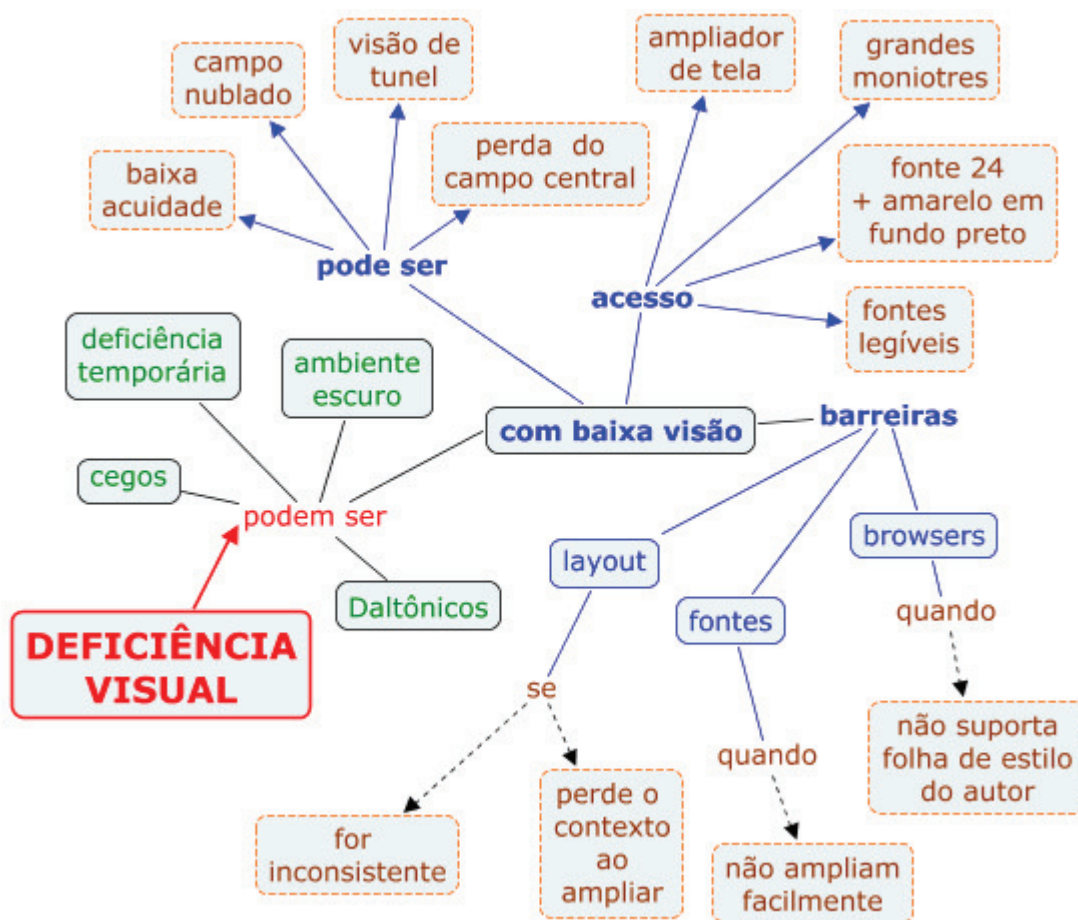 campo
nublado
visão de
tunel
ampliador
de tela
grandes
moniotres
baixa
acuidade
perda do
campo central
fonte 24
+ amarelo em
fundo preto
pode ser
acesso
fontes
legíveis
deficiência
temporária
ambiente
escuro
com baixa visão
barreiras
cegos
podem ser
Daltônicos
DEFICIÊNCIA
VISUAL
layout
fontes
browsers
se
quando
quando
for
inconsistente
perde o
contexto
ao
ampliar
não ampliam
facilmente
não suporta
folha de estilo
do autor